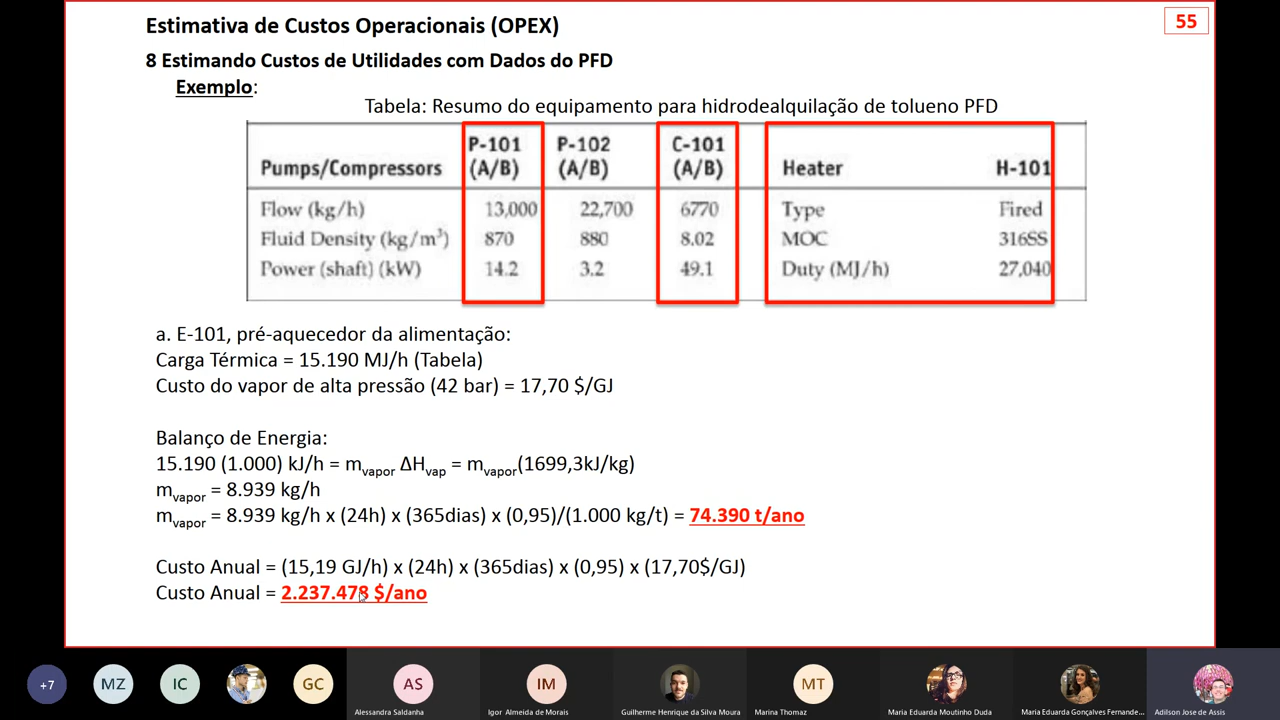 Estimativa de Custos Operacionais (OPEX)
55
8 Estimando Custos de Utilidades com Dados do PFD
Exemplo:
Tabela: Resumo do equipamento para hidrodealquilação de tolueno PFD
Pumps/Compressors P-101 (A/B) P-102 (A/B) C-101 (A/B) Heater H-101
Flow (kg/h) 13,000 22,700 6770 Type Fired
Fluid Density (kg/m³) 870 880 8.02 MOC 316SS
Power (shaft) (kW) 14.2 3.2 49.1 Duty (MJ/h) 27,040
a. E-101, pré-aquecedor da alimentação:
Carga Térmica = 15.190 MJ/h (Tabela)
Custo do vapor de alta pressão (42 bar) = 17,70 $/GJ
Balanço de Energia:
15.190 (1.000) kJ/h = mvapor ΔHvap = mvapor(1699,3kJ/kg)
mvapor = 8.939 kg/h
mvapor = 8.939 kg/h x (24h) x (365dias) x (0,95)/(1.000 kg/t) = 74.390 t/ano
Custo Anual = (15,19 GJ/h) x (24h) x (365dias) x (0,95) x (17,70$/GJ)
Custo Anual = 2.237.478 $/ano
+7
MZ
IC
GC
AS
IM
MT
Alessandra Saldanha
Igor Almeida de Morais
Guilherme Henrique da Silva Moura
Marina Thomaz
Maria Eduarda Moutinho Duda
Maria Eduarda Gonçalves Fernande...
Adilson Jose de Assis